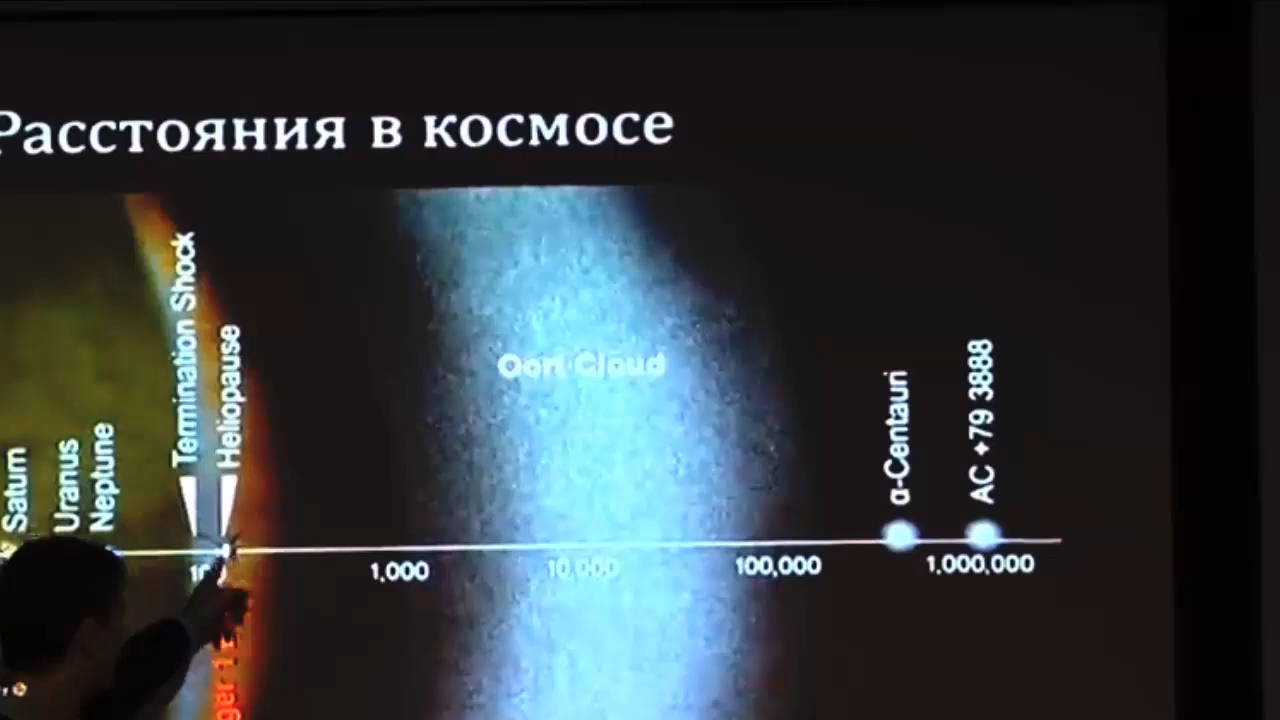 Расстояния в космосе
Termination Shock
Heliopause
Oort Cloud
Saturn
Uranus
Neptune
α-Centauri
AC +79 3888
1,000
10,000
100,000
1,000,000